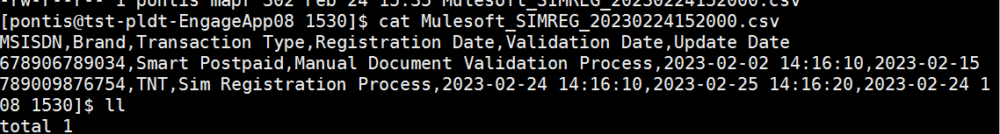 -rw-r--r-- 1 pontis mapr 302 Feb 24 15:35 Mulesoft_SIMREG_20230224152000.csv
[pontis@tst-pldt-EngageApp08 1530]$ cat Mulesoft_SIMREG_20230224152000.csv
MSISDN,Brand,Transaction Type,Registration Date,Validation Date,Update Date
678906789034,Smart Postpaid,Manual Document Validation Process,2023-02-02 14:16:10,2023-02-15
789009876754,TNT,Sim Registration Process,2023-02-24 14:16:10,2023-02-25 14:16:20,2023-02-24 1
08 1530]$ ll
total 1